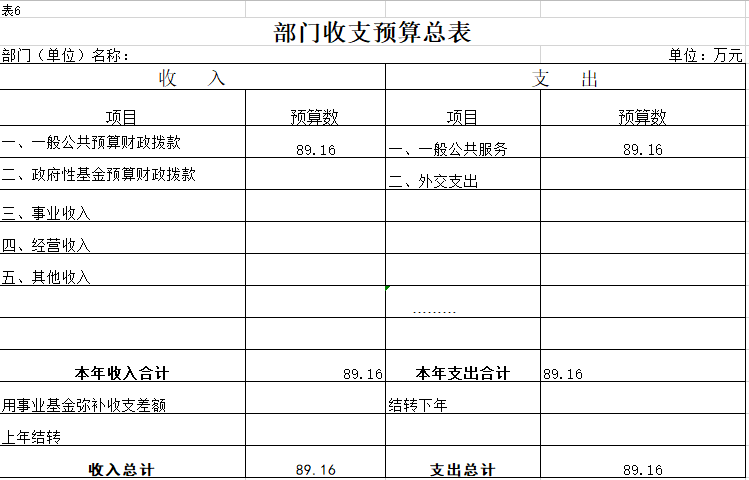 表6
部门收支预算总表
部门（单位）名称： 单位：万元
收 入 支 出
项目 预算数 项目 预算数
一、一般公共预算财政拨款 89.16 一、一般公共服务 89.16
二、政府性基金预算财政拨款 二、外交支出
三、事业收入
四、经营收入
五、其他收入
………
本年收入合计 89.16 本年支出合计 89.16
用事业基金弥补收支差额 结转下年
上年结转
收入总计 89.16 支出总计 89.16